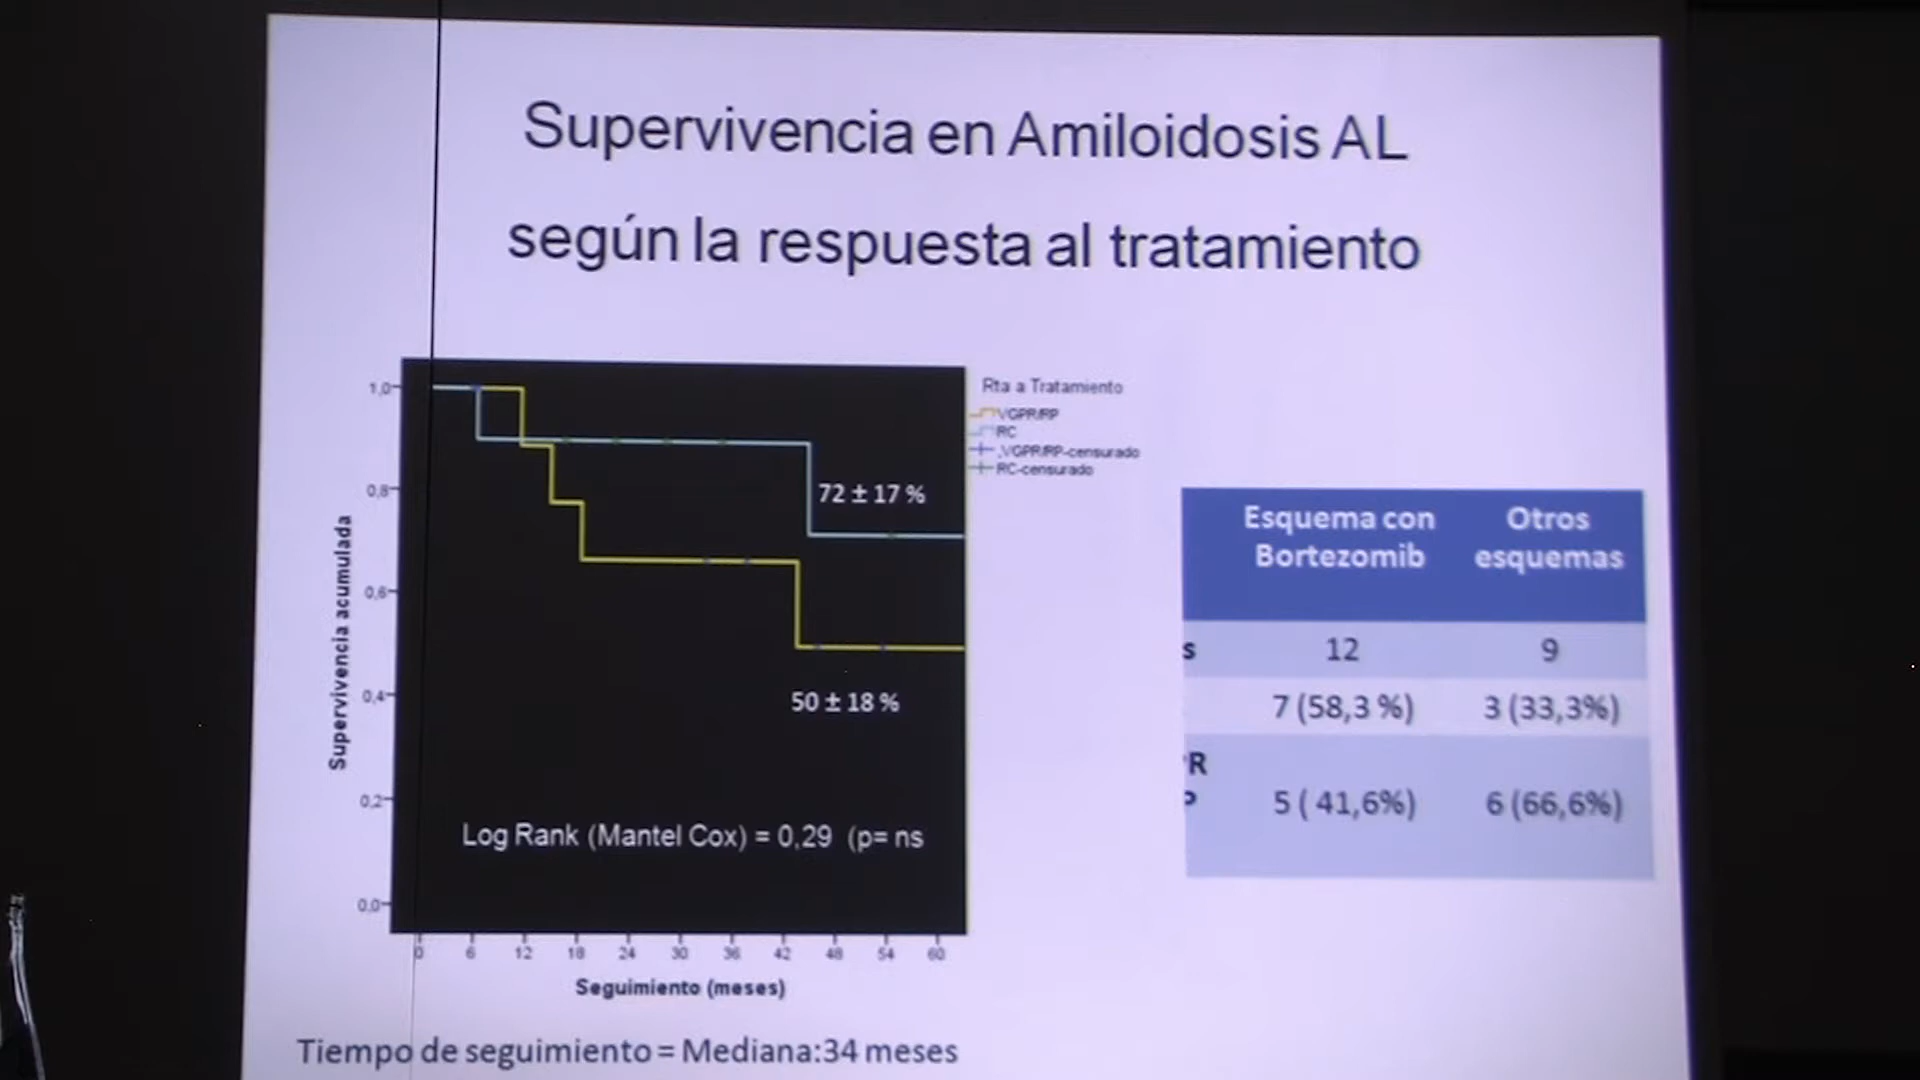 Supervivencia en Amiloidosis AL
según la respuesta al tratamiento
Rta a Tratamiento
VGPR/RP
RC
VGPR/RP-censurado
RC-censurado
1,0
0,8
0,6
0,4
0,2
0,0
Supervivencia acumulada
72 ± 17 %
50 ± 18 %
Log Rank (Mantel Cox) = 0,29 (p= ns
0 6 12 18 24 30 36 42 48 54 60
Seguimiento (meses)
Tiempo de seguimiento = Mediana:34 meses
Esquema con Otros
Bortezomib esquemas
s 12 9
7 (58,3 %) 3 (33,3%)
R
5 ( 41,6%) 6 (66,6%)